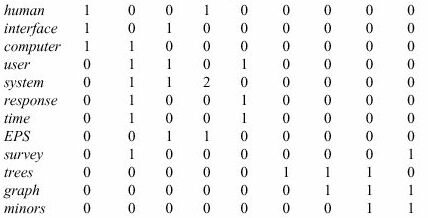 human 1 0 0 1 0 0 0 0 0
interface 1 0 1 0 0 0 0 0 0
computer 1 1 0 0 0 0 0 0 0
user 0 1 1 0 1 0 0 0 0
system 0 1 1 2 0 0 0 0 0
response 0 1 0 0 1 0 0 0 0
time 0 1 0 0 1 0 0 0 0
EPS 0 0 1 1 0 0 0 0 0
survey 0 1 0 0 0 0 0 0 1
trees 0 0 0 0 0 1 1 1 0
graph 0 0 0 0 0 0 1 1 1
minors 0 0 0 0 0 0 0 1 1